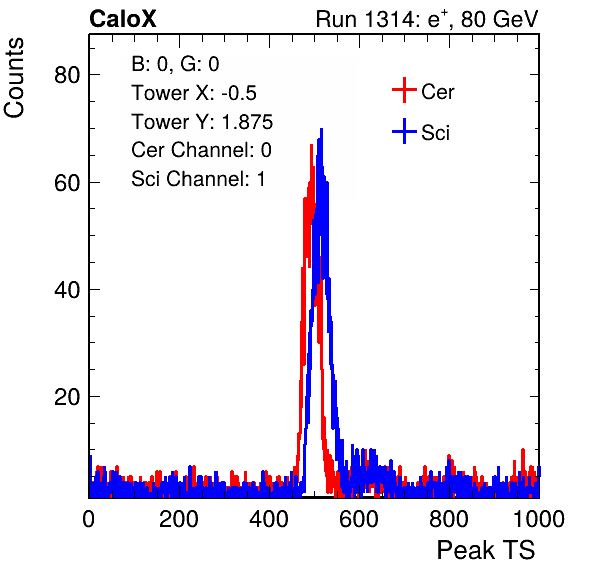 CaloX Run 1314: e⁺, 80 GeV
Counts
B: 0, G: 0
Tower X: -0.5
Tower Y: 1.875
Cer Channel: 0
Sci Channel: 1
Cer
Sci
80
60
40
20
0 200 400 600 800 1000
Peak TS